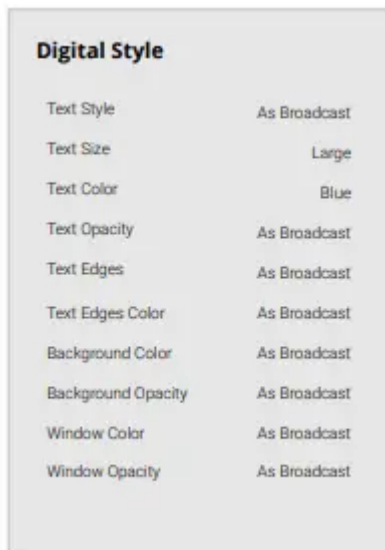 Digital Style
Text Style As Broadcast
Text Size Large
Text Color Blue
Text Opacity As Broadcast
Text Edges As Broadcast
Text Edges Color As Broadcast
Background Color As Broadcast
Background Opacity As Broadcast
Window Color As Broadcast
Window Opacity As Broadcast